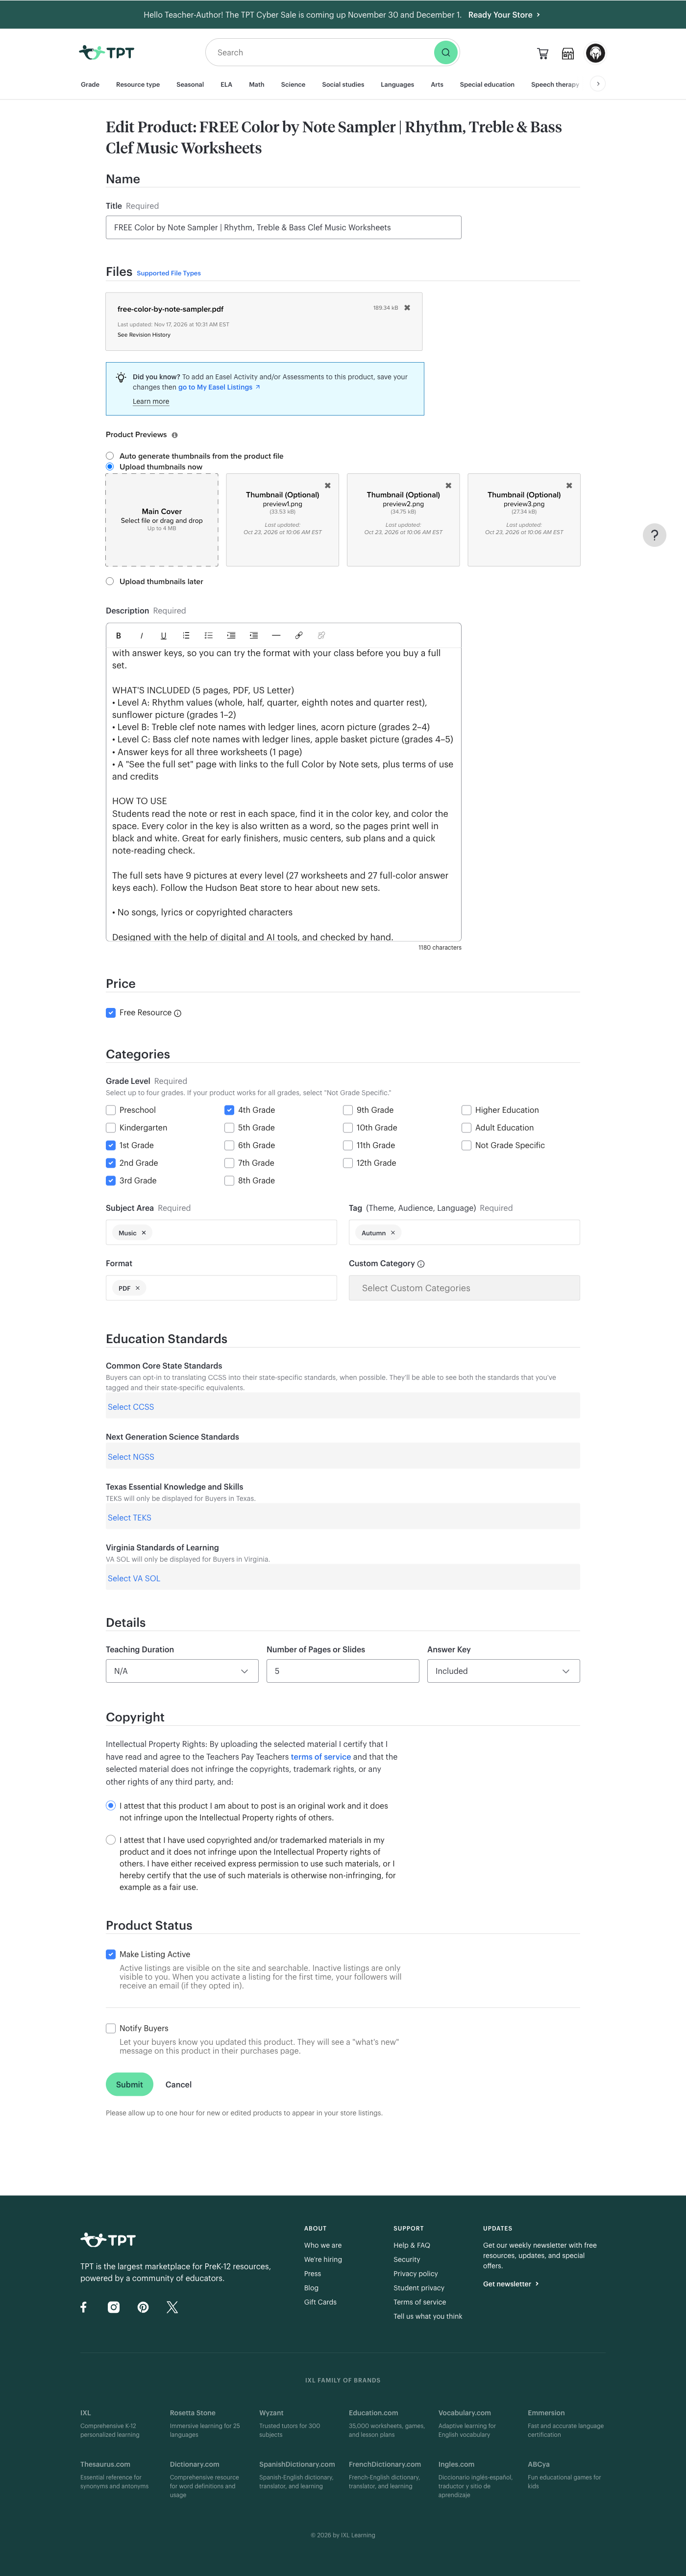 Hello Teacher-Author! The TPT Cyber Sale is coming up November 30 and December 1. Ready Your Store ›
TPT
Search
Grade Resource type Seasonal ELA Math Science Social studies Languages Arts Special education Speech therapy
Edit Product: FREE Color by Note Sampler | Rhythm, Treble & Bass
Clef Music Worksheets
Name
Title Required
FREE Color by Note Sampler | Rhythm, Treble & Bass Clef Music Worksheets
Files Supported File Types
free-color-by-note-sampler.pdf 189.34 kB ✖
Last updated: Nov 17, 2026 at 10:31 AM EST
See Revision History
Did you know? To add an Easel Activity and/or Assessments to this product, save your
changes then go to My Easel Listings
Learn more
Product Previews
Auto generate thumbnails from the product file
Upload thumbnails now
Main Cover
Select file or drag and drop
Up to 4 MB
Thumbnail (Optional)
preview1.png
(33.53 kB)
Last updated:
Oct 23, 2026 at 10:06 AM EST
Thumbnail (Optional)
preview2.png
(34.75 kB)
Last updated:
Oct 23, 2026 at 10:06 AM EST
Thumbnail (Optional)
preview3.png
(27.34 kB)
Last updated:
Oct 23, 2026 at 10:06 AM EST
?
Upload thumbnails later
Description Required
B I U
with answer keys, so you can try the format with your class before you buy a full
set.
WHAT'S INCLUDED (5 pages, PDF, US Letter)
• Level A: Rhythm values (whole, half, quarter, eighth notes and quarter rest),
sunflower picture (grades 1–2)
• Level B: Treble clef note names with ledger lines, acorn picture (grades 2–4)
• Level C: Bass clef note names with ledger lines, apple basket picture (grades 4–5)
• Answer keys for all three worksheets (1 page)
• A "See the full set" page with links to the full Color by Note sets, plus terms of use
and credits
HOW TO USE
Students read the note or rest in each space, find it in the color key, and color the
space. Every color in the key is also written as a word, so the pages print well in
black and white. Great for early finishers, music centers, sub plans and a quick
note-reading check.
The full sets have 9 pictures at every level (27 worksheets and 27 full-color answer
keys each). Follow the Hudson Beat store to hear about new sets.
• No songs, lyrics or copyrighted characters
Designed with the help of digital and AI tools, and checked by hand.
1180 characters
Price
Free Resource
Categories
Grade Level Required
Select up to four grades. If your product works for all grades, select "Not Grade Specific."
Preschool 4th Grade 9th Grade Higher Education
Kindergarten 5th Grade 10th Grade Adult Education
1st Grade 6th Grade 11th Grade Not Grade Specific
2nd Grade 7th Grade 12th Grade
3rd Grade 8th Grade
Subject Area Required Tag (Theme, Audience, Language) Required
Music ✕ Autumn ✕
Format Custom Category
PDF ✕ Select Custom Categories
Education Standards
Common Core State Standards
Buyers can opt-in to translating CCSS into their state-specific standards, when possible. They'll be able to see both the standards that you've
tagged and their state-specific equivalents.
Select CCSS
Next Generation Science Standards
Select NGSS
Texas Essential Knowledge and Skills
TEKS will only be displayed for Buyers in Texas.
Select TEKS
Virginia Standards of Learning
VA SOL will only be displayed for Buyers in Virginia.
Select VA SOL
Details
Teaching Duration Number of Pages or Slides Answer Key
N/A 5 Included
Copyright
Intellectual Property Rights: By uploading the selected material I certify that I
have read and agree to the Teachers Pay Teachers terms of service and that the
selected material does not infringe the copyrights, trademark rights, or any
other rights of any third party, and:
I attest that this product I am about to post is an original work and it does
not infringe upon the Intellectual Property rights of others.
I attest that I have used copyrighted and/or trademarked materials in my
product and it does not infringe upon the Intellectual Property rights of
others. I have either received express permission to use such materials, or I
hereby certify that the use of such materials is otherwise non-infringing, for
example as a fair use.
Product Status
Make Listing Active
Active listings are visible on the site and searchable. Inactive listings are only
visible to you. When you activate a listing for the first time, your followers will
receive an email (if they opted in).
Notify Buyers
Let your buyers know you updated this product. They will see a "what's new"
message on this product in their purchases page.
Submit Cancel
Please allow up to one hour for new or edited products to appear in your store listings.
TPT
TPT is the largest marketplace for PreK-12 resources,
powered by a community of educators.
ABOUT
Who we are
We're hiring
Press
Blog
Gift Cards
SUPPORT
Help & FAQ
Security
Privacy policy
Student privacy
Terms of service
Tell us what you think
UPDATES
Get our weekly newsletter with free
resources, updates, and special
offers.
Get newsletter ›
IXL FAMILY OF BRANDS
IXL
Comprehensive K-12
personalized learning
Rosetta Stone
Immersive learning for 25
languages
Wyzant
Trusted tutors for 300
subjects
Education.com
35,000 worksheets, games,
and lesson plans
Vocabulary.com
Adaptive learning for
English vocabulary
Emmersion
Fast and accurate language
certification
Thesaurus.com
Essential reference for
synonyms and antonyms
Dictionary.com
Comprehensive resource
for word definitions and
usage
SpanishDictionary.com
Spanish-English dictionary,
translator, and learning
FrenchDictionary.com
French-English dictionary,
translator, and learning
Ingles.com
Diccionario inglés-español,
traductor y sitio de
aprendizaje
ABCya
Fun educational games for
kids
© 2026 by IXL Learning